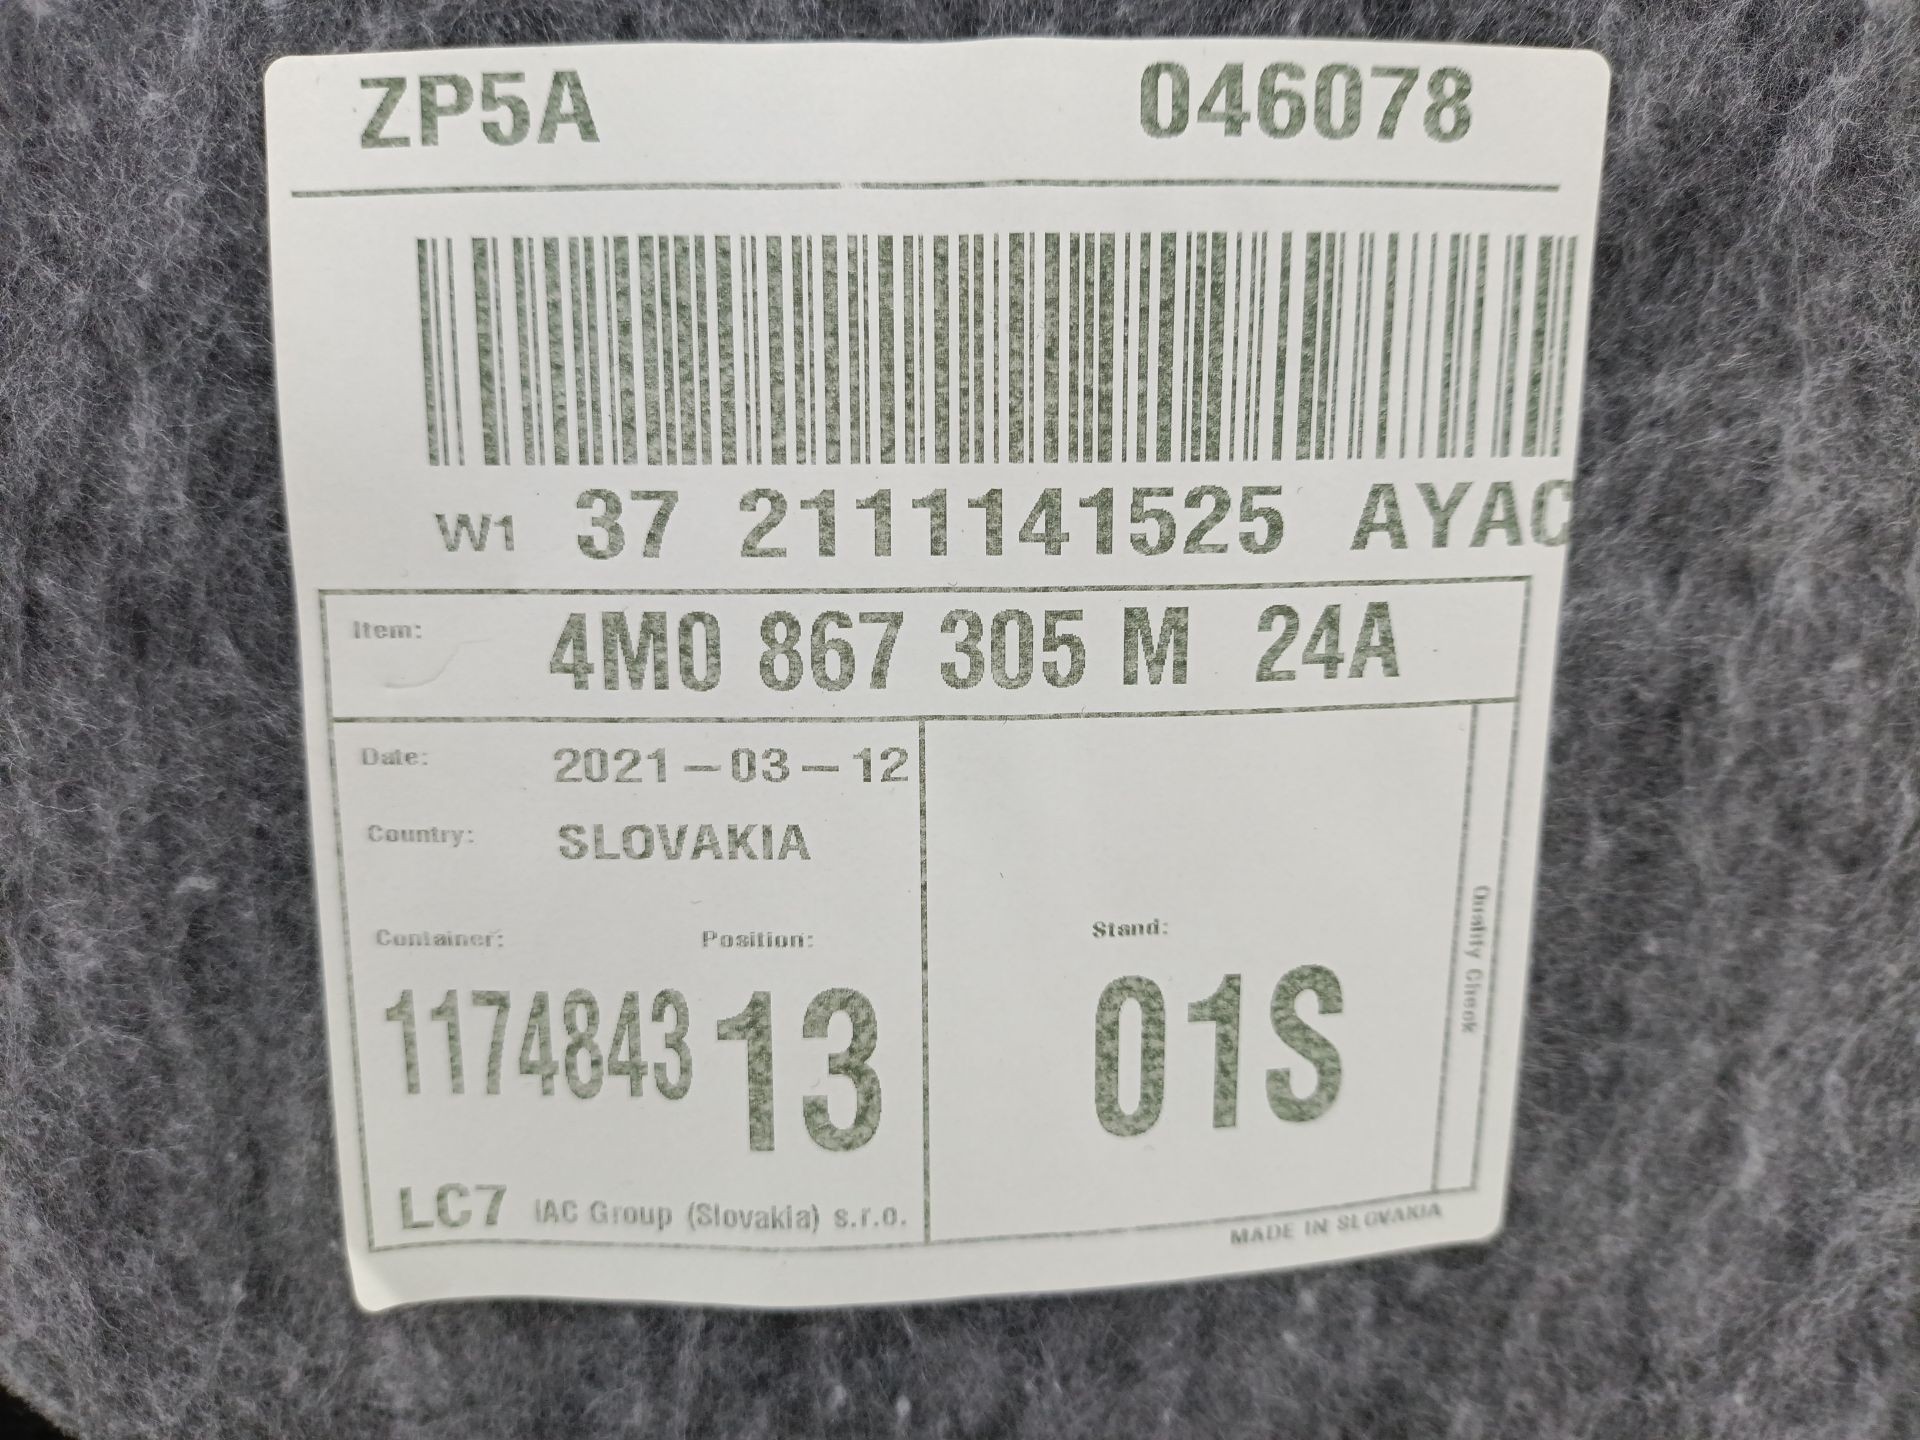 ZP5A 046078
W1 37 2111141525 AYAC
Item: 4M0 867 305 M 24A
Date: 2021-03-12
Country: SLOVAKIA
Container: Position: Stand:
1174843 13 01S
Quality Check
LC7 IAC Group (Slovakia) s.r.o.
MADE IN SLOVAKIA